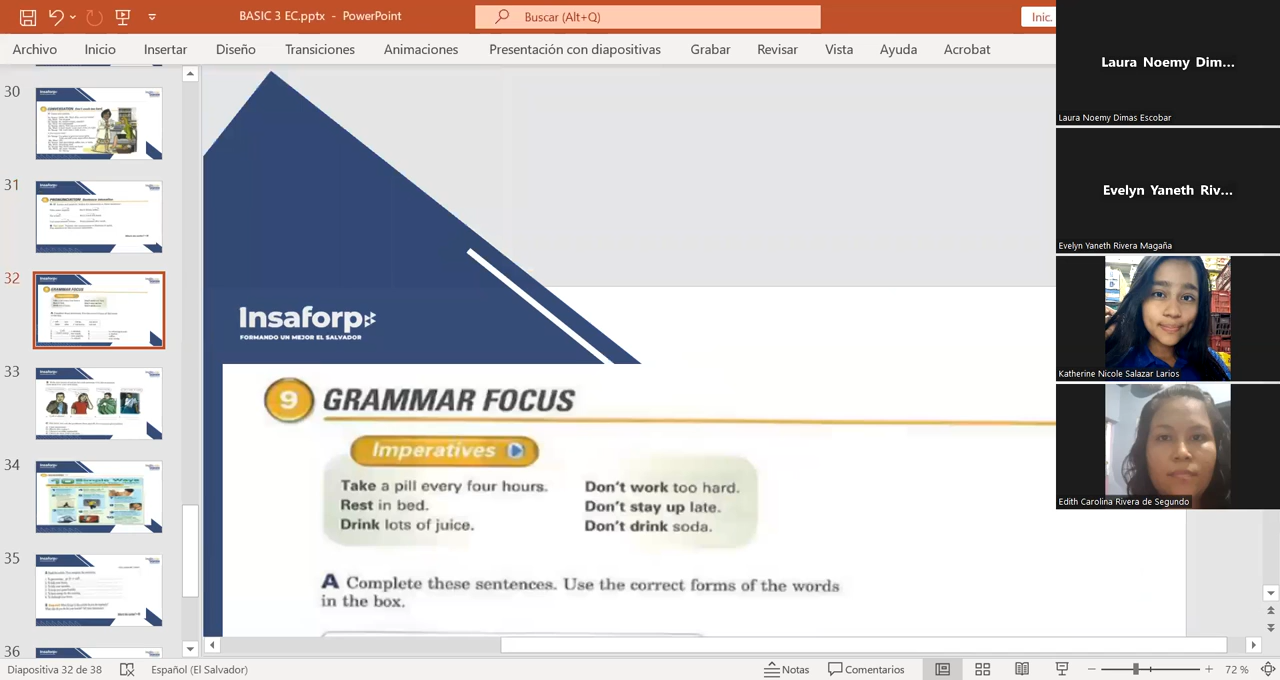 BASIC 3 EC.pptx - PowerPoint
Buscar (Alt+Q)
Inic.
Archivo Inicio Insertar Diseño Transiciones Animaciones Presentación con diapositivas Grabar Revisar Vista Ayuda Acrobat
Laura Noemy Dim...
Laura Noemy Dimas Escobar
Evelyn Yaneth Riv...
Evelyn Yaneth Rivera Magaña
Katherine Nicole Salazar Larios
Edith Carolina Rivera de Segundo
30
31
32
33
34
35
36
Insaforp
FORMANDO UN MEJOR EL SALVADOR
9 GRAMMAR FOCUS
Imperatives
Take a pill every four hours. Don't work too hard.
Rest in bed. Don't stay up late.
Drink lots of juice. Don't drink soda.
A Complete these sentences. Use the correct forms of the words
in the box.
Diapositiva 32 de 38 Español (El Salvador) Notas Comentarios 72 %